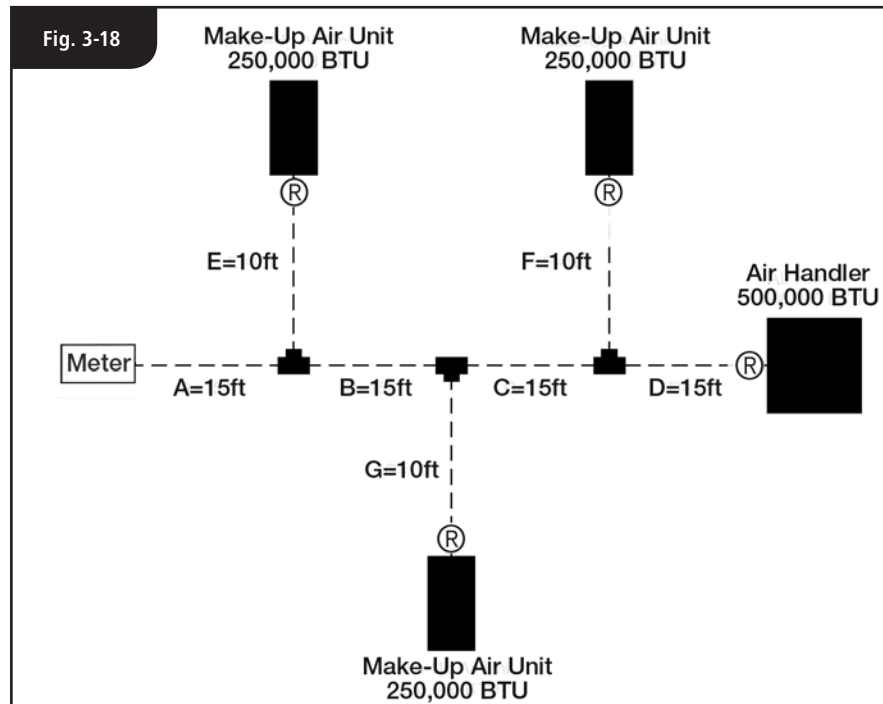 Fig. 3-18
Make-Up Air Unit
250,000 BTU
Make-Up Air Unit
250,000 BTU
R
R
E=10ft
F=10ft
Air Handler
500,000 BTU
Meter
R
A=15ft
B=15ft
C=15ft
D=15ft
G=10ft
R
Make-Up Air Unit
250,000 BTU